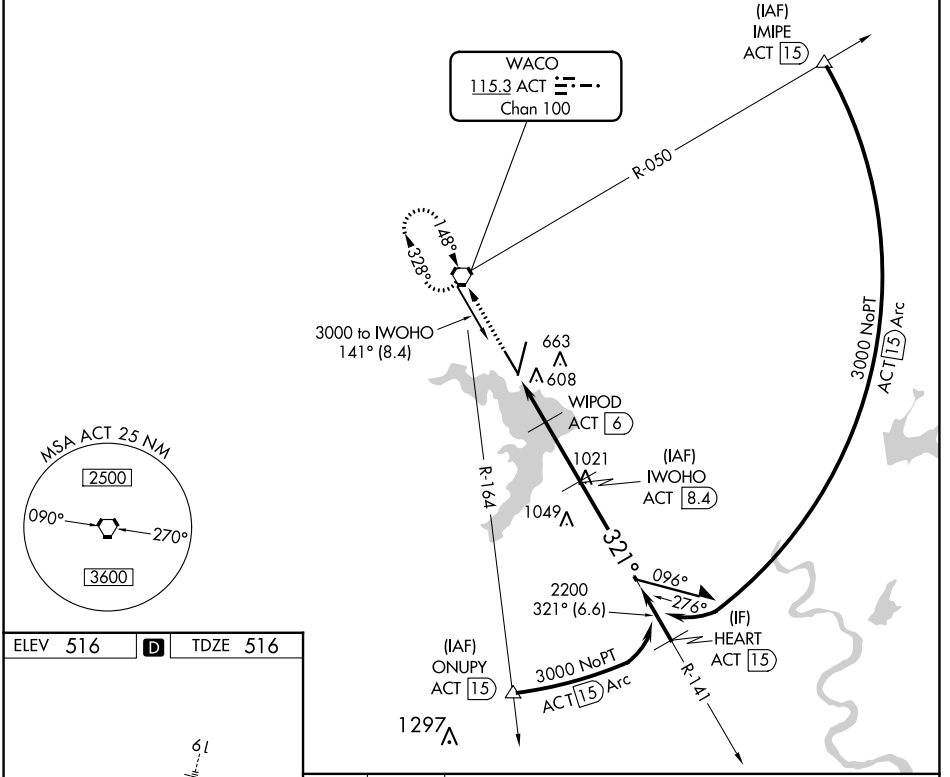 (IAF)
IMIPE
ACT 15
WACO
115.3 ACT
Chan 100
R-050
148°
328°
3000 to IWOHO
141° (8.4)
663
608
WIPOD
ACT 6
3000 NoPT
ACT 15 Arc
R-164
1021
(IAF)
IWOHO
ACT 8.4
1049
MSA ACT 25 NM
2500
090°
270°
3600
321°
096°
276°
2200
321° (6.6)
(IF)
HEART
ACT 15
ELEV 516
D
TDZE 516
(IAF)
ONUPY
ACT 15
3000 NoPT
ACT 15 Arc
R-141
1297
19